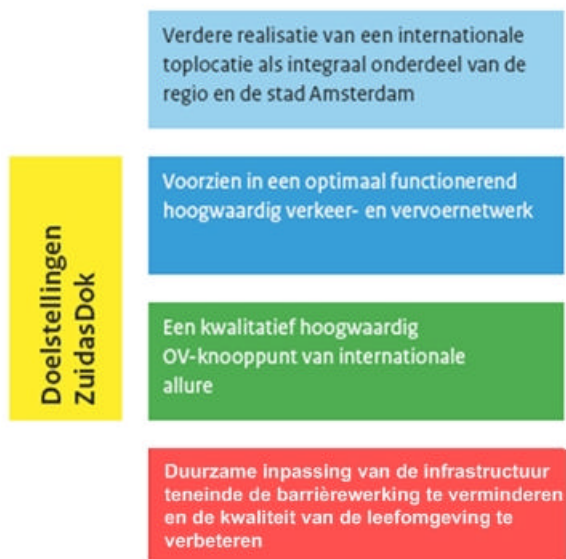 Doelstellingen
ZuidasDok
Verdere realisatie van een internationale
toplocatie als integraal onderdeel van de
regio en de stad Amsterdam
Voorzien in een optimaal functionerend
hoogwaardig verkeer- en vervoernetwerk
Een kwalitatief hoogwaardig
OV-knooppunt van internationale
allure
Duurzame inpassing van de infrastructuur
teneinde de barrièrewerking te verminderen
en de kwaliteit van de leefomgeving te
verbeteren